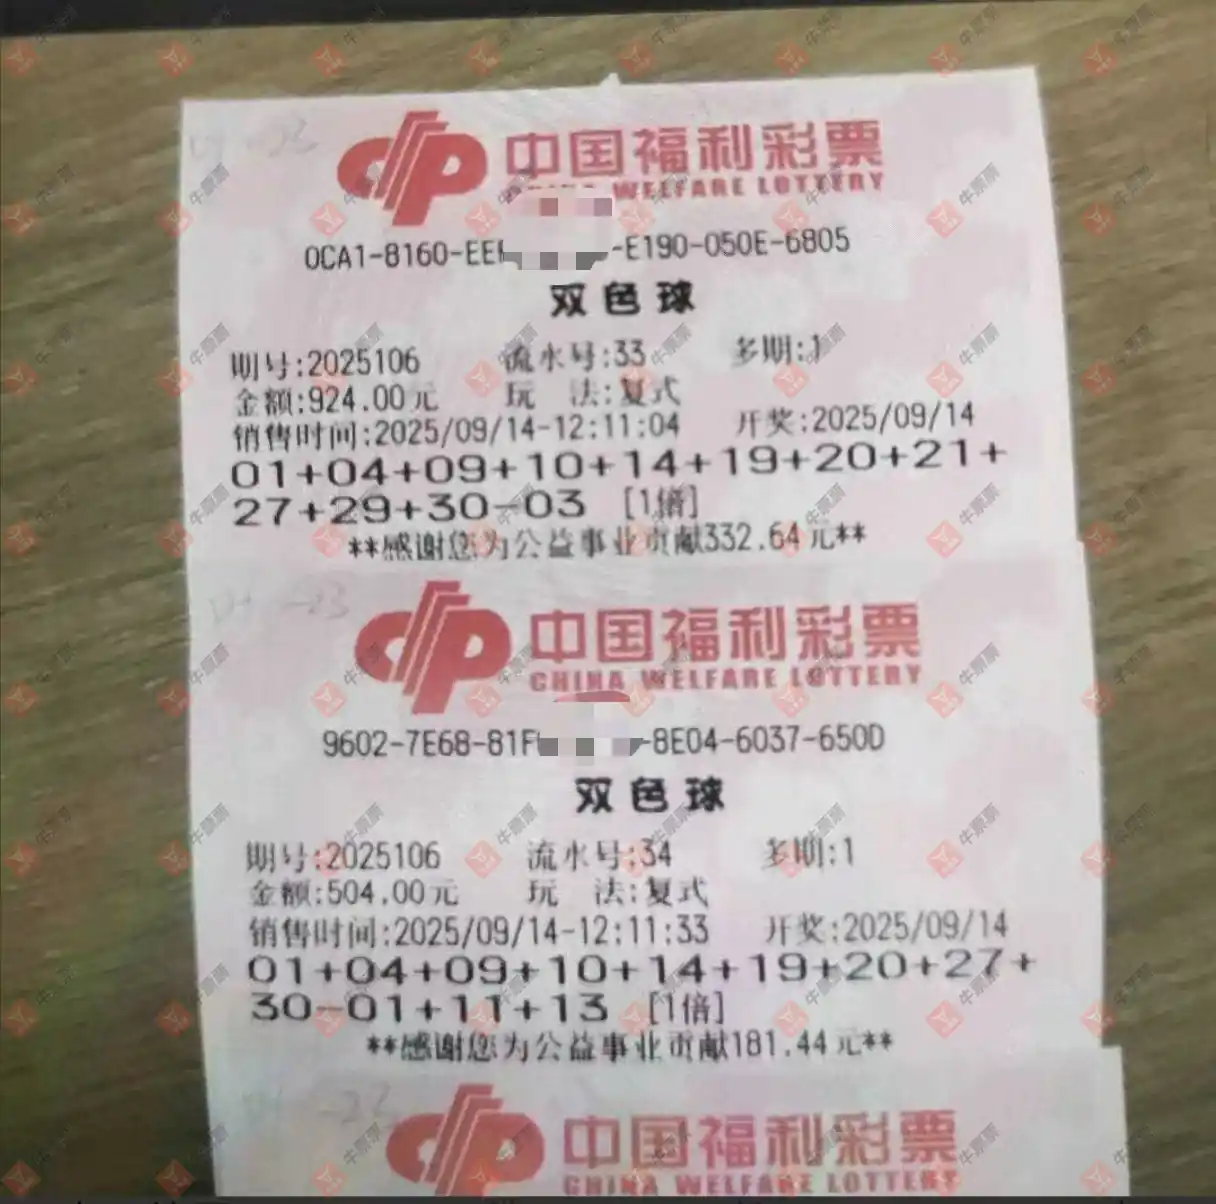 中国福利彩票
CHINA WELFARE LOTTERY
0CA1-8160-EE -E190-050E-6805
双色球
期号:2025106 流水号:33 多期:1
金额:924.00元 玩 法:复式
销售时间:2025/09/14-12:11:04 开奖:2025/09/14
01+04+09+10+14+19+20+21+
27+29+30-03 [1倍]
**感谢您为公益事业贡献332.64元**
中国福利彩票
CHINA WELFARE LOTTERY
9602-7E68-81F -8E04-6037-650D
双色球
期号:2025106 流水号:34 多期:1
金额:504.00元 玩 法:复式
销售时间:2025/09/14-12:11:33 开奖:2025/09/14
01+04+09+10+14+19+20+27+
30-01+11+13 [1倍]
**感谢您为公益事业贡献181.44元**
中国福利彩票
CHINA WELFARE LOTTERY